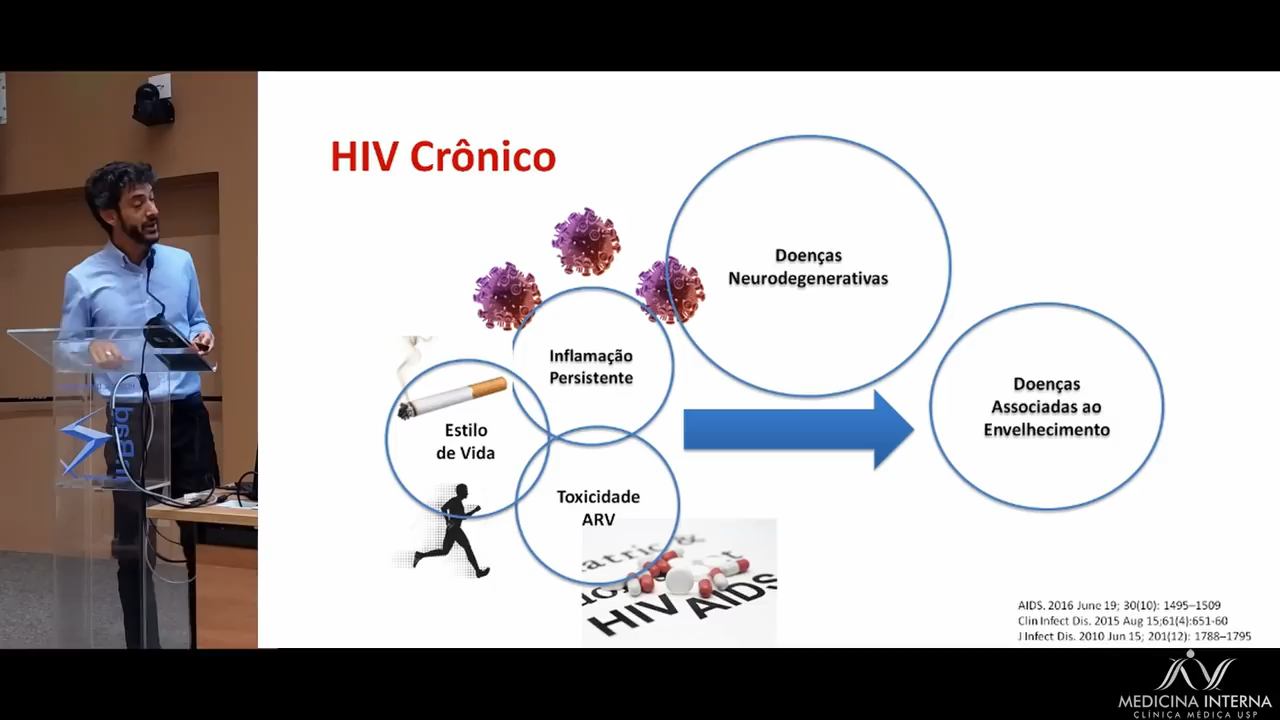 HIV Crônico
Doenças
Neurodegenerativas
Inflamação
Persistente
Doenças
Associadas ao
Envelhecimento
Estilo
de Vida
Toxicidade
ARV
HIV AIDS
AIDS. 2016 June 19; 30(10): 1495–1509
Clin Infect Dis. 2015 Aug 15;61(4):651-60
J Infect Dis. 2010 Jun 15; 201(12): 1788–1795
MEDICINA INTERNA
CLÍNICA MÉDICA USP